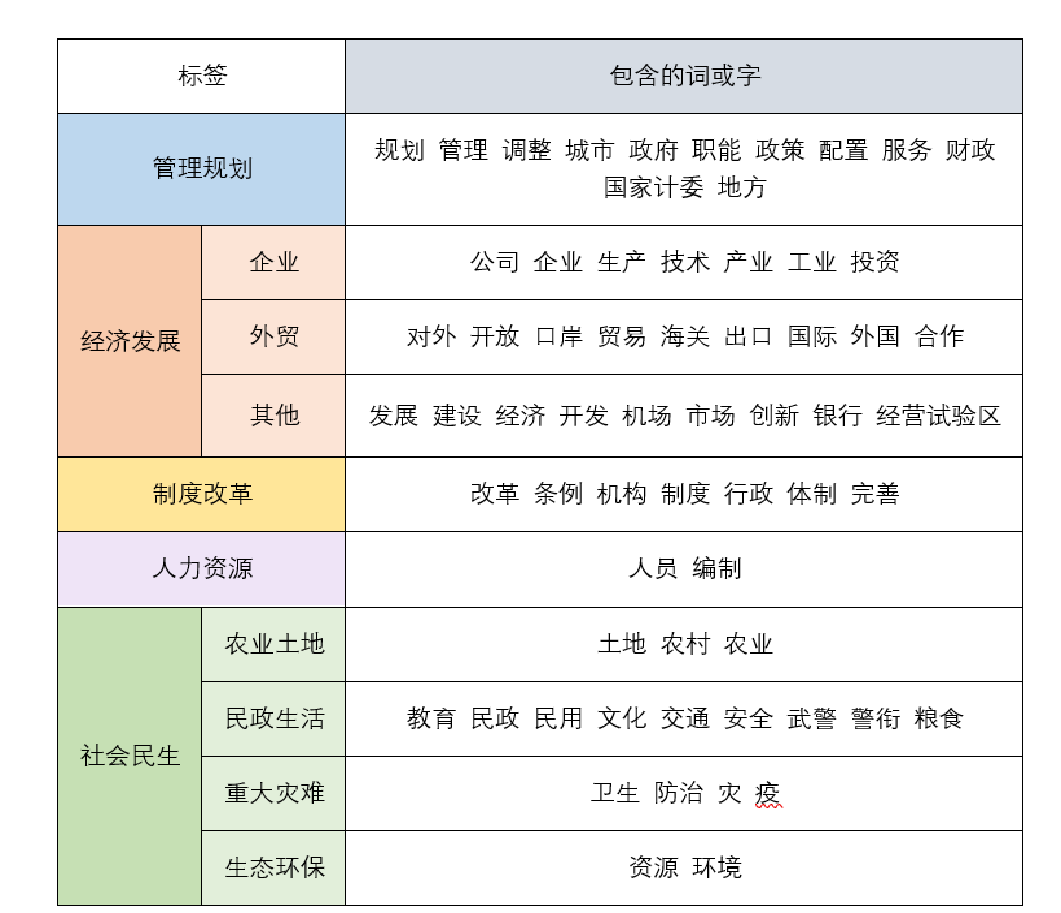 标签 包含的词或字
管理规划
规划 管理 调整 城市 政府 职能 政策 配置 服务 财政
国家计委 地方
经济发展
企业 公司 企业 生产 技术 产业 工业 投资
外贸 对外 开放 口岸 贸易 海关 出口 国际 外国 合作
其他 发展 建设 经济 开发 机场 市场 创新 银行 经营试验区
制度改革 改革 条例 机构 制度 行政 体制 完善
人力资源 人员 编制
社会民生
农业土地 土地 农村 农业
民政生活 教育 民政 民用 文化 交通 安全 武警 警衔 粮食
重大灾难 卫生 防治 灾 疫
生态环保 资源 环境